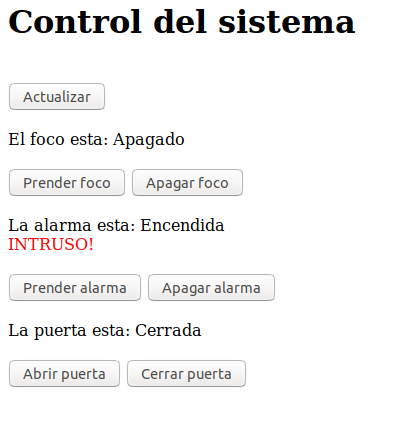 Control del sistema
Actualizar
El foco esta: Apagado
Prender foco Apagar foco
La alarma esta: Encendida
INTRUSO!
Prender alarma Apagar alarma
La puerta esta: Cerrada
Abrir puerta Cerrar puerta